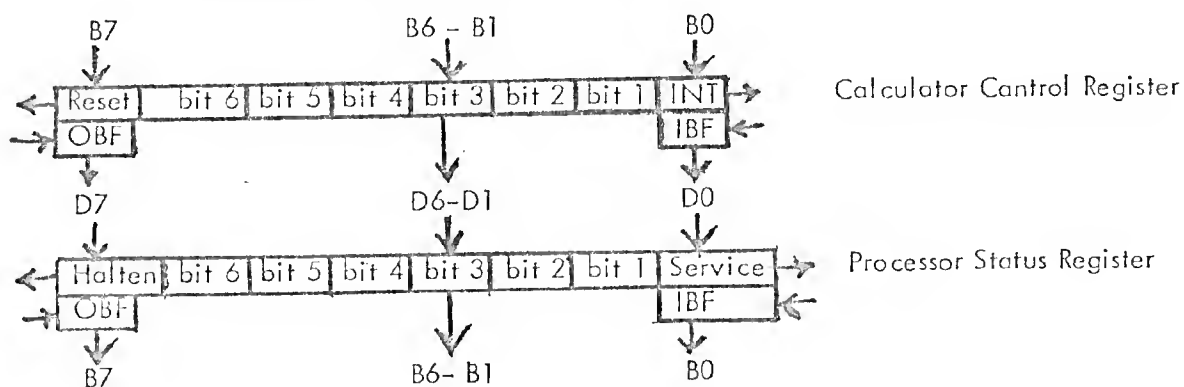 B7 B6 - B1 B0
Reset bit 6 bit 5 bit 4 bit 3 bit 2 bit 1 INT Calculator Cantrol Register
OBF IBF
D7 D6-D1 D0
Halten bit 6 bit 5 bit 4 bit 3 bit 2 bit 1 Service Processor Status Register
OBF IBF
B7 B6- B1 B0